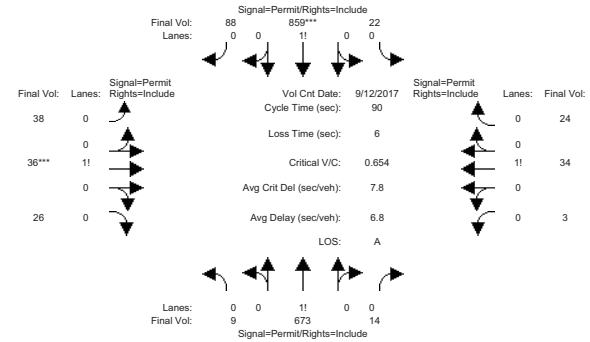 Signal=Permit/Rights=Include
Final Vol: 88 859*** 22
Lanes: 0 0 1! 0 0
Signal=Permit Signal=Permit
Final Vol: Lanes: Rights=Include Vol Cnt Date: 9/12/2017 Rights=Include Lanes: Final Vol:
Cycle Time (sec): 90
38 0 0 24
Loss Time (sec): 6
0 0
36*** 1! Critical V/C: 0.654 1! 34
0 Avg Crit Del (sec/veh): 7.8 0
26 0 Avg Delay (sec/veh): 6.8 0 3
LOS: A
Lanes: 0 0 1! 0 0
Final Vol: 9 673 14
Signal=Permit/Rights=Include